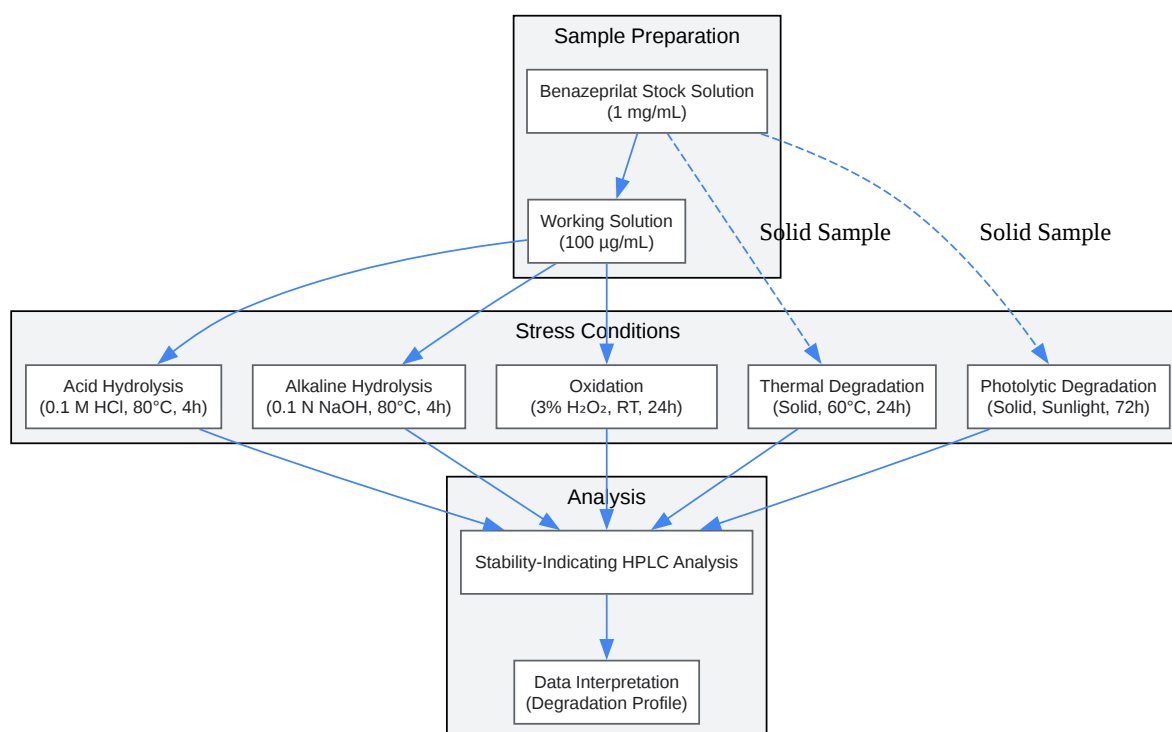 Sample Preparation
Benazeprilat Stock Solution
(1 mg/mL)
Working Solution
(100 µg/mL)
Solid Sample
Solid Sample
Stress Conditions
Acid Hydrolysis
(0.1 M HCl, 80°C, 4h)
Alkaline Hydrolysis
(0.1 N NaOH, 80°C, 4h)
Oxidation
(3% H₂O₂, RT, 24h)
Thermal Degradation
(Solid, 60°C, 24h)
Photolytic Degradation
(Solid, Sunlight, 72h)
Analysis
Stability-Indicating HPLC Analysis
Data Interpretation
(Degradation Profile)